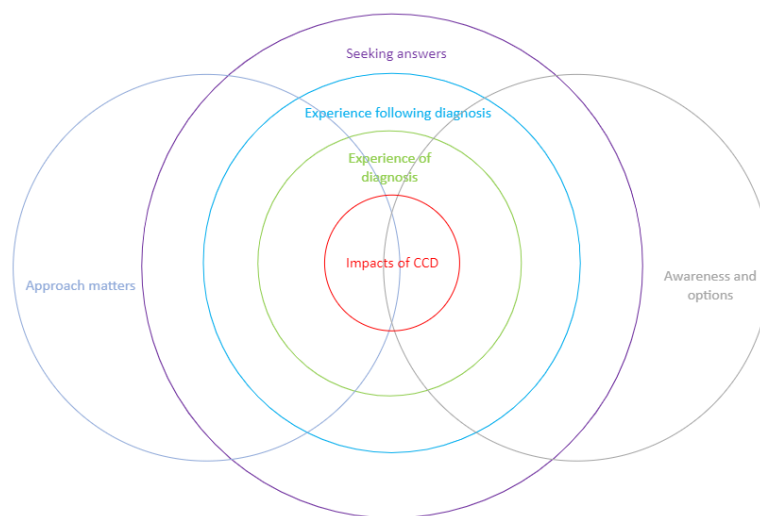 Seeking answers
Experience following diagnosis
Experience of
diagnosis
Impacts of CCD
Approach matters
Awareness and
options